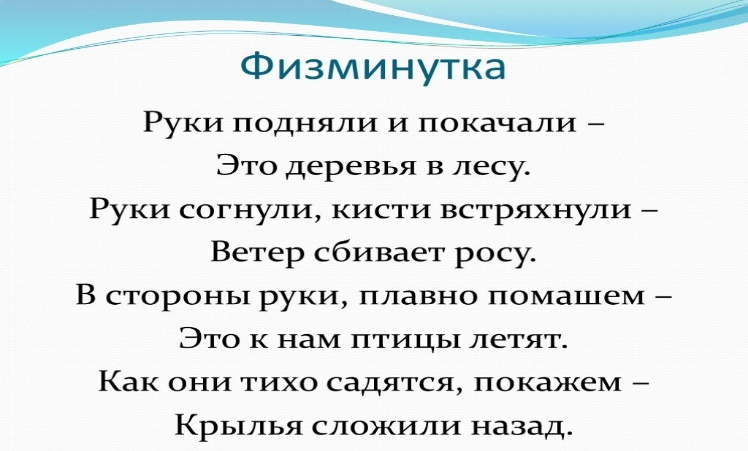 Физминутка
Руки подняли и покачали –
Это деревья в лесу.
Руки согнули, кисти встряхнули –
Ветер сбивает росу.
В стороны руки, плавно помашем –
Это к нам птицы летят.
Как они тихо садятся, покажем –
Крылья сложили назад.